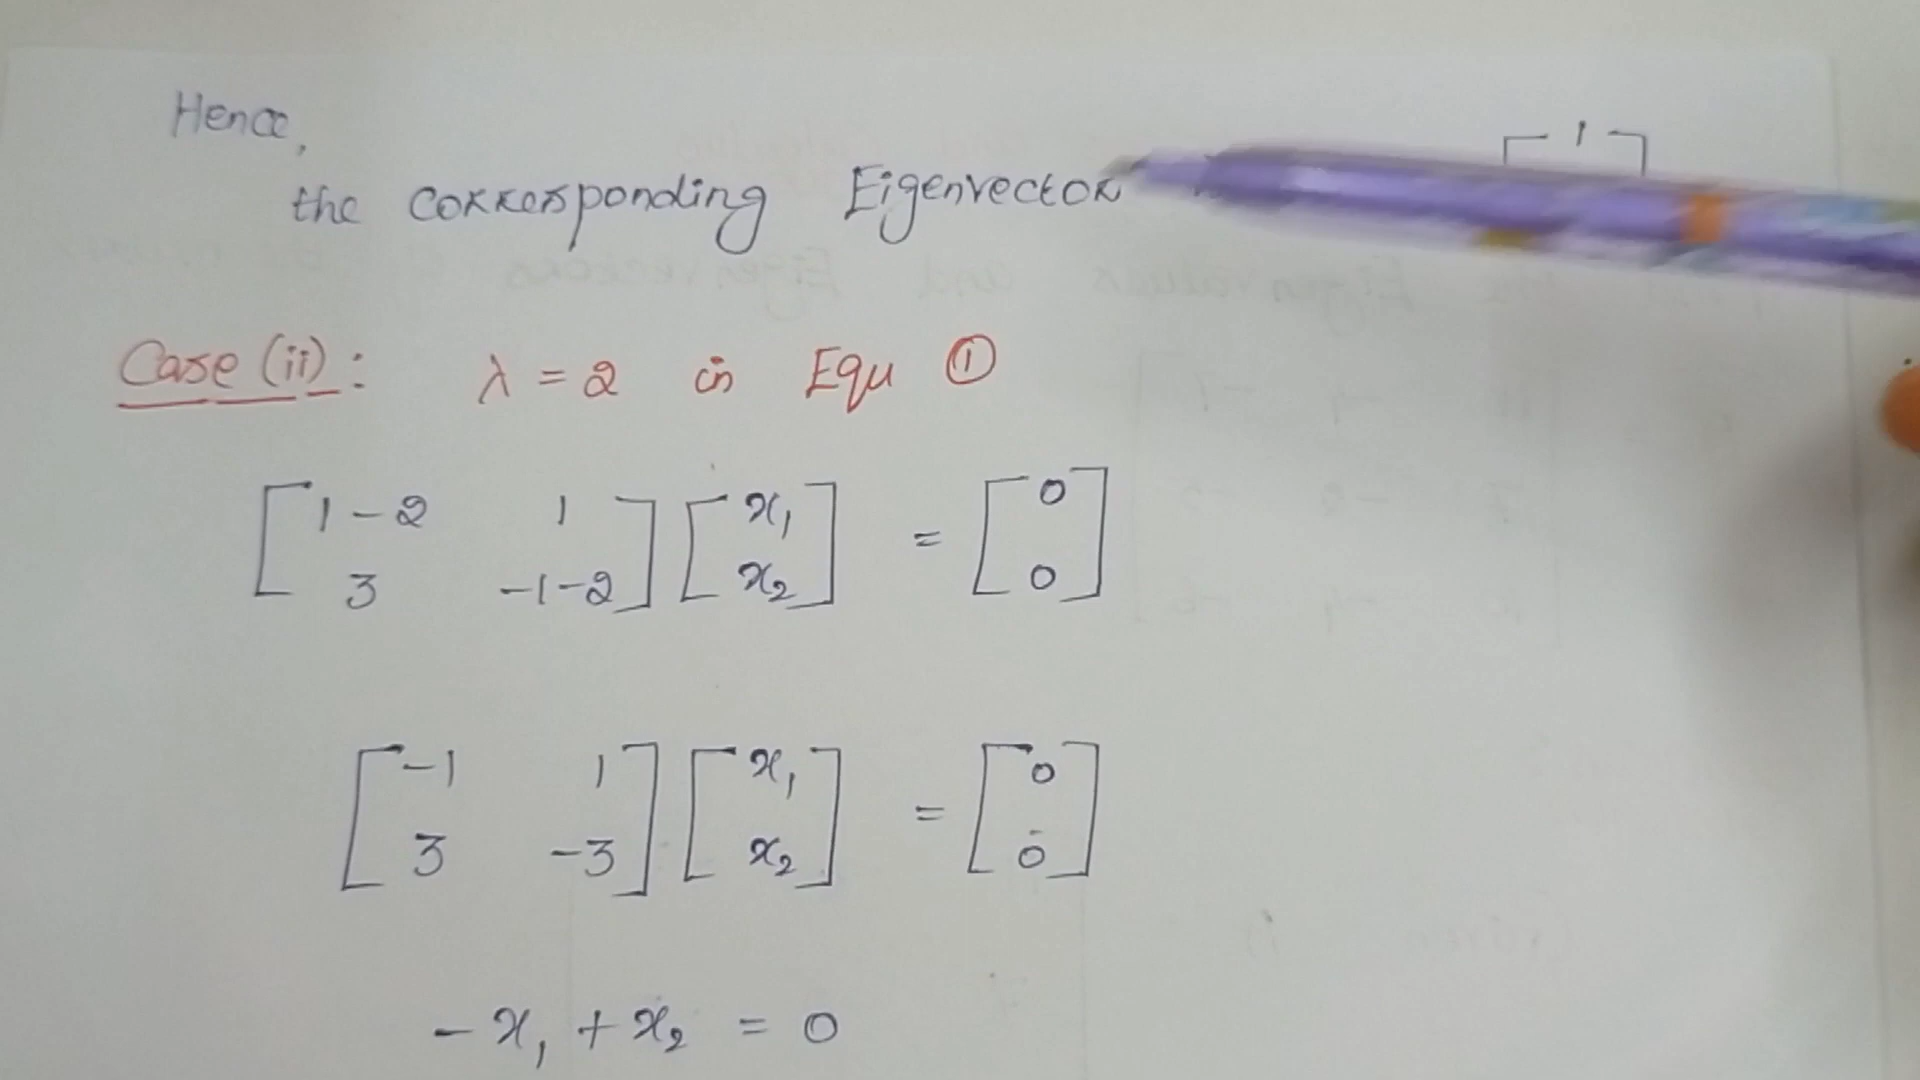 Hence,
the corresponding Eigenvector [ 1 ]
Case (ii) : λ = 2 in Equ ①
[ 1-2 1 ] [ x₁ ] = [ 0 ]
[ 3 -1-2 ] [ x₂ ] [ 0 ]
[ -1 1 ] [ x₁ ] = [ 0 ]
[ 3 -3 ] [ x₂ ] [ 0 ]
- x₁ + x₂ = 0